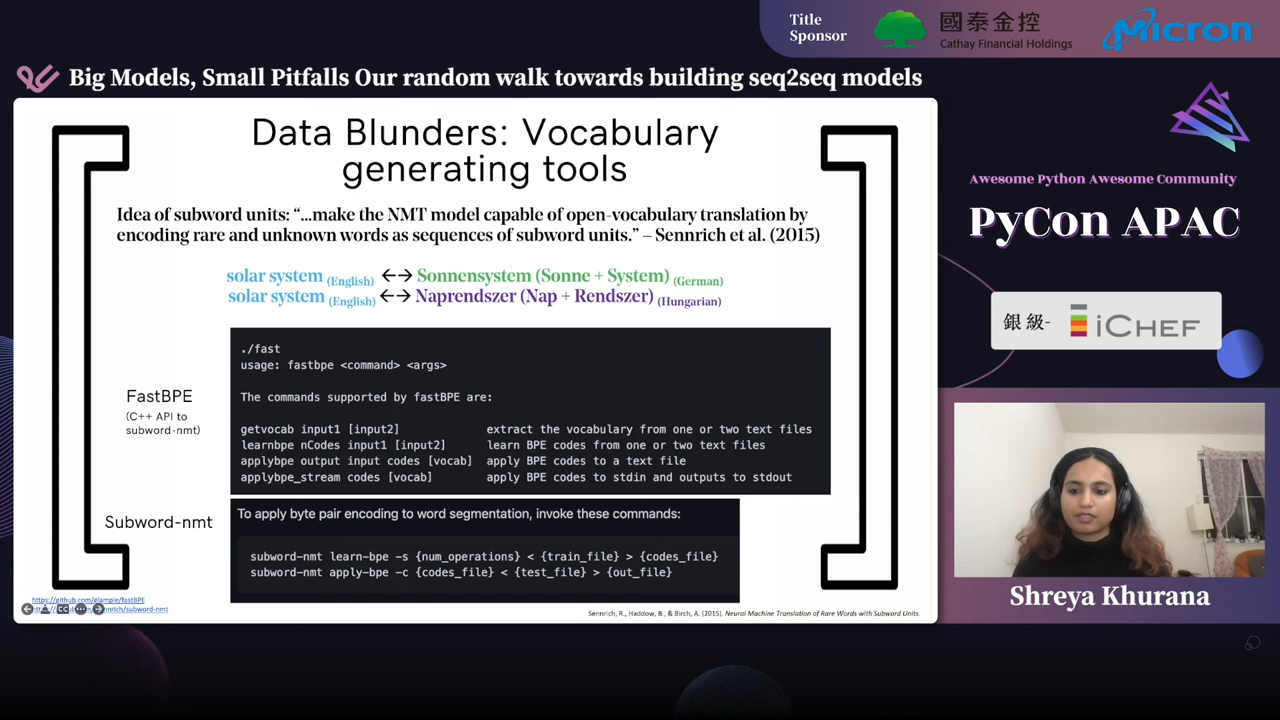 Title
Sponsor
國泰金控
Cathay Financial Holdings
Micron
Big Models, Small Pitfalls Our random walk towards building seq2seq models
Data Blunders: Vocabulary
generating tools
Idea of subword units: “...make the NMT model capable of open-vocabulary translation by
encoding rare and unknown words as sequences of subword units.” – Sennrich et al. (2015)
solar system (English) ←→ Sonnensystem (Sonne + System) (German)
solar system (English) ←→ Naprendszer (Nap + Rendszer) (Hungarian)
FastBPE
(C++ API to
subword-nmt)
./fast
usage: fastbpe <command> <args>
The commands supported by fastBPE are:
getvocab input1 [input2] extract the vocabulary from one or two text files
learnbpe nCodes input1 [input2] learn BPE codes from one or two text files
applybpe output input codes [vocab] apply BPE codes to a text file
applybpe_stream codes [vocab] apply BPE codes to stdin and outputs to stdout
Subword-nmt
To apply byte pair encoding to word segmentation, invoke these commands:
subword-nmt learn-bpe -s {num_operations} < {train_file} > {codes_file}
subword-nmt apply-bpe -c {codes_file} < {test_file} > {out_file}
https://github.com/glample/fastBPE
nrich/subword-nmt
Sennrich, R., Haddow, B., & Birch, A. (2015). Neural Machine Translation of Rare Words with Subword Units.
Awesome Python Awesome Community
PyCon APAC
銀級-
iCHEF
Shreya Khurana